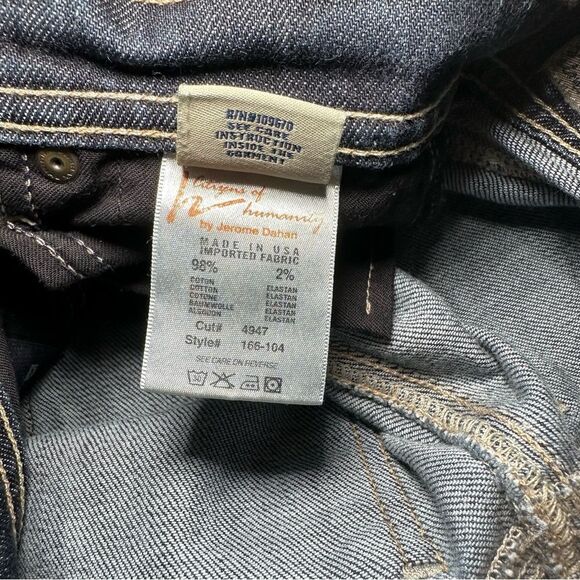 R/N#109670
SEE CARE
INSTRUCTION
INSIDE THE
GARMENT
Citizens of
humanity
by Jerome Dahan
MADE IN USA
IMPORTED FABRIC
98% 2%
COTON ELASTAN
COTTON ELASTAN
COTONE ELASTAN
BAUMWOLLE ELASTAN
ALGODON ELASTAN
Cut# 4947
Style# 166-104
SEE CARE ON REVERSE